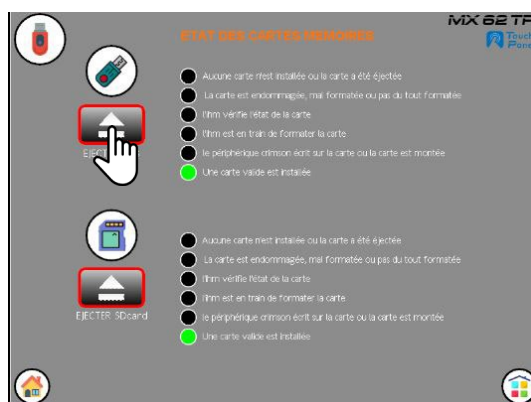 MX 62 TP
ETAT DES CARTES MEMOIRES
Touch
Panel
Aucune carte n'est installée ou la carte a été éjectée
La carte est endommagée, mal formatée ou pas du tout formatée
l'ihm vérifie l'état de la carte
l'ihm est en train de formater la carte
le périphérique crimson écrit sur la carte ou la carte est montée
Une carte valide est installée
EJECT
Aucune carte n'est installée ou la carte a été éjectée
La carte est endommagée, mal formatée ou pas du tout formatée
l'ihm vérifie l'état de la carte
l'ihm est en train de formater la carte
le périphérique crimson écrit sur la carte ou la carte est montée
Une carte valide est installée
EJECTER SDcard